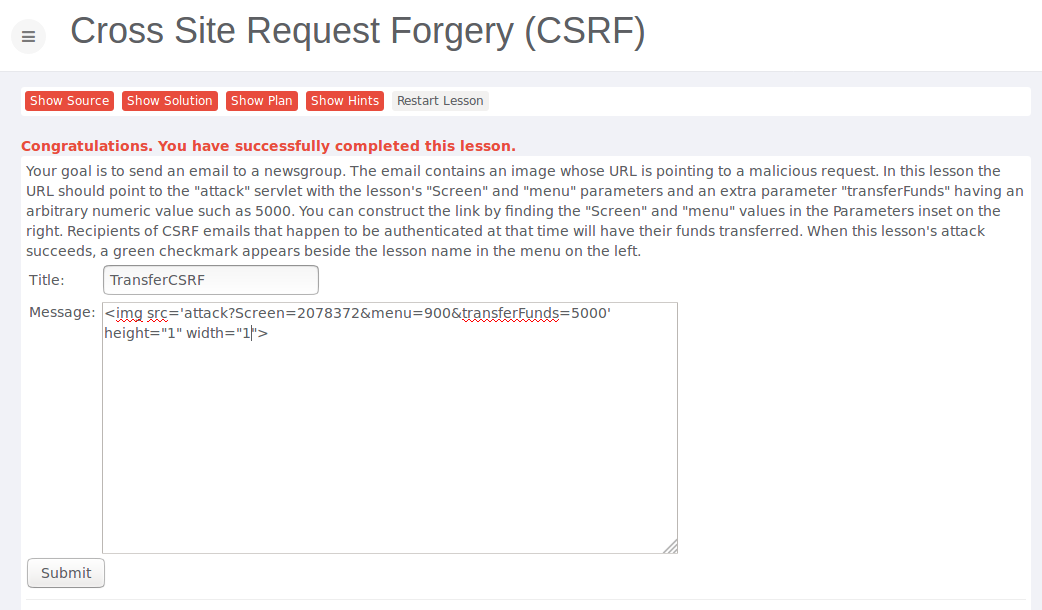 Cross Site Request Forgery (CSRF)
Show Source Show Solution Show Plan Show Hints Restart Lesson
Congratulations. You have successfully completed this lesson.
Your goal is to send an email to a newsgroup. The email contains an image whose URL is pointing to a malicious request. In this lesson the
URL should point to the "attack" servlet with the lesson's "Screen" and "menu" parameters and an extra parameter "transferFunds" having an
arbitrary numeric value such as 5000. You can construct the link by finding the "Screen" and "menu" values in the Parameters inset on the
right. Recipients of CSRF emails that happen to be authenticated at that time will have their funds transferred. When this lesson's attack
succeeds, a green checkmark appears beside the lesson name in the menu on the left.
Title: TransferCSRF
Message: <img src='attack?Screen=2078372&menu=900&transferFunds=5000'
height="1" width="1">
Submit